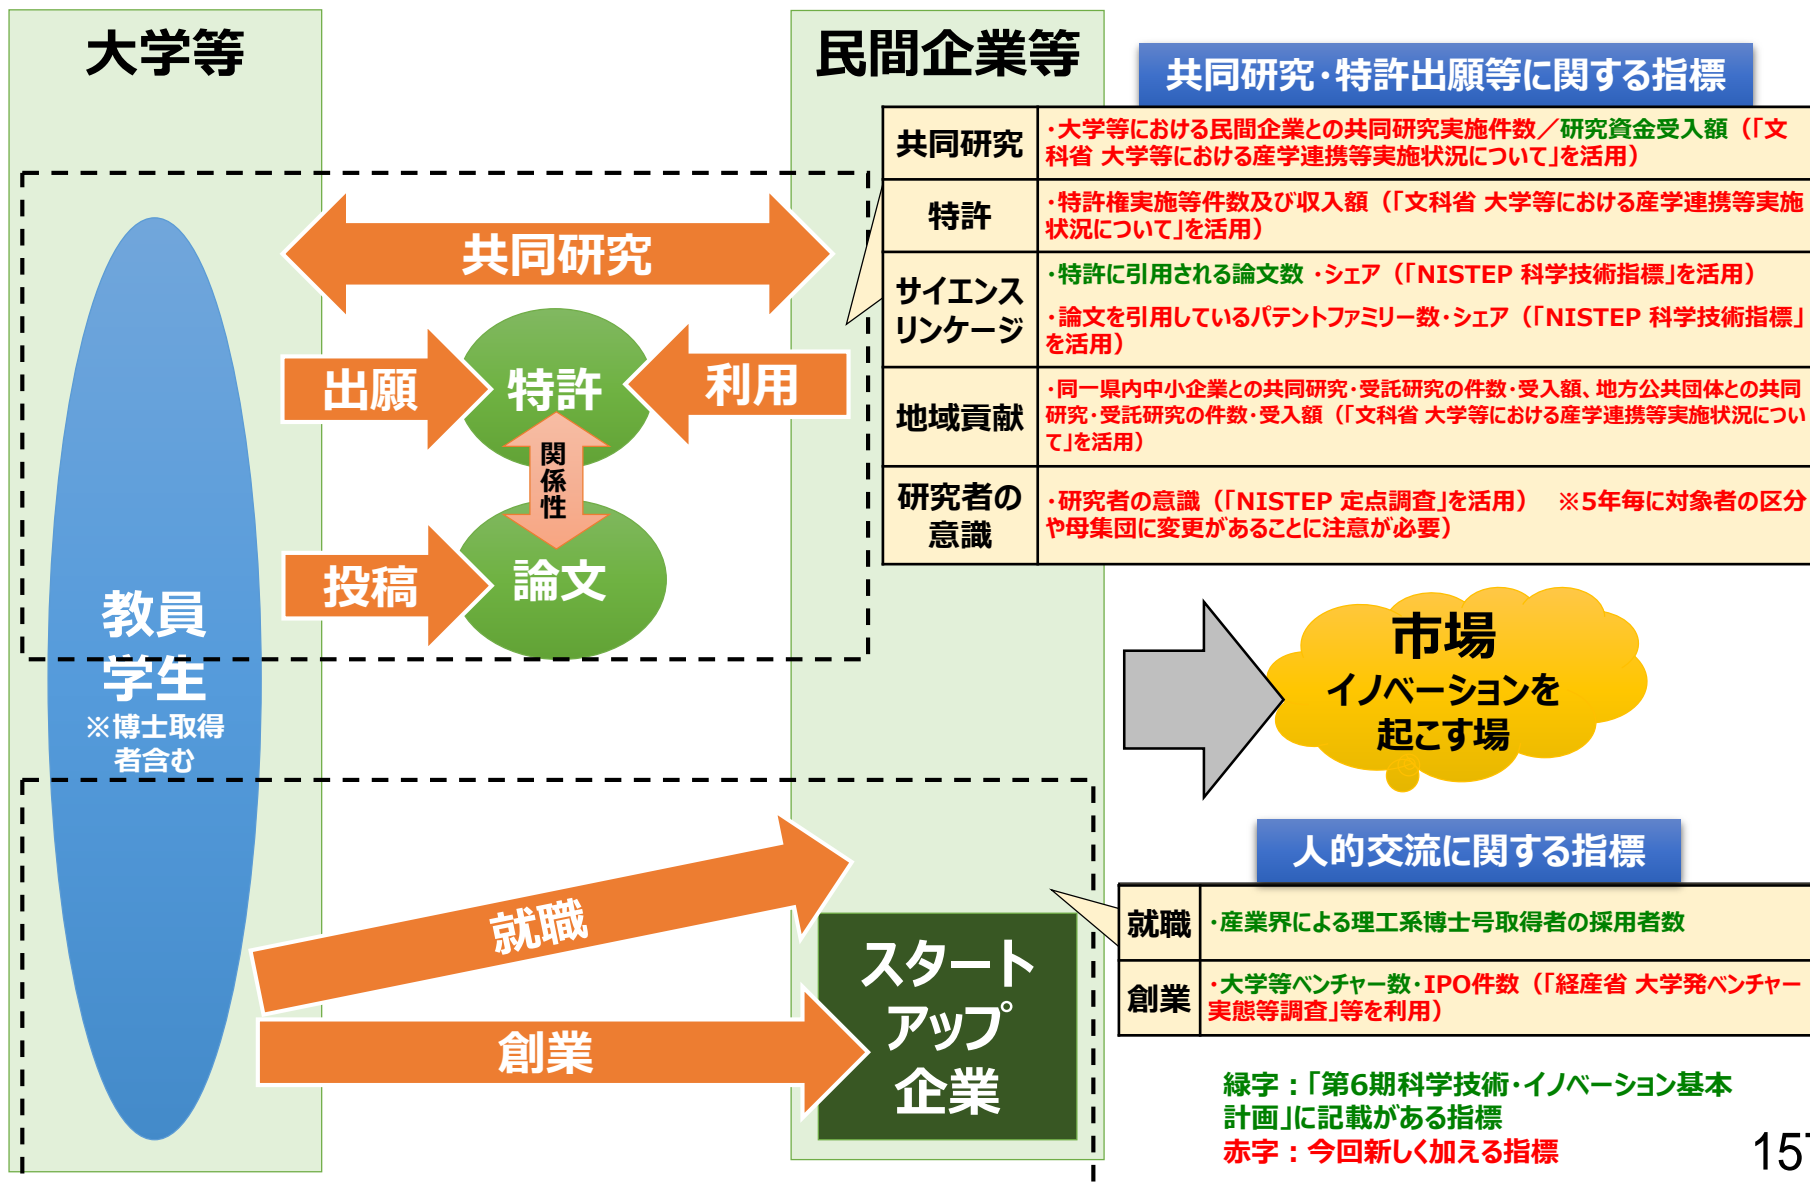 大学等
民間企業等
共同研究・特許出願等に関する指標
共同研究
・大学等における民間企業との共同研究実施件数／研究資金受入額（「文
科省 大学等における産学連携等実施状況について」を活用）
特許
・特許権実施等件数及び収入額（「文科省 大学等における産学連携等実施
状況について」を活用）
サイエンス
リンケージ
・特許に引用される論文数 ・シェア（「NISTEP 科学技術指標」を活用）
・論文を引用しているパテントファミリー数・シェア（「NISTEP 科学技術指標」
を活用）
地域貢献
・同一県内中小企業との共同研究・受託研究の件数・受入額、地方公共団体との共同
研究・受託研究の件数・受入額（「文科省 大学等における産学連携等実施状況につい
て」を活用）
研究者の
意識
・研究者の意識（「NISTEP 定点調査」を活用） ※5年毎に対象者の区分
や母集団に変更があることに注意が必要）
共同研究
出願
特許
利用
関
係
性
投稿
論文
教員
学生
※博士取得
者含む
市場
イノベーションを
起こす場
人的交流に関する指標
就職
・産業界による理工系博士号取得者の採用者数
創業
・大学等ベンチャー数・IPO件数（「経産省 大学発ベンチャー
実態等調査」等を利用）
就職
創業
スタート
アップ
企業
緑字：「第6期科学技術・イノベーション基本
計画」に記載がある指標
赤字：今回新しく加える指標